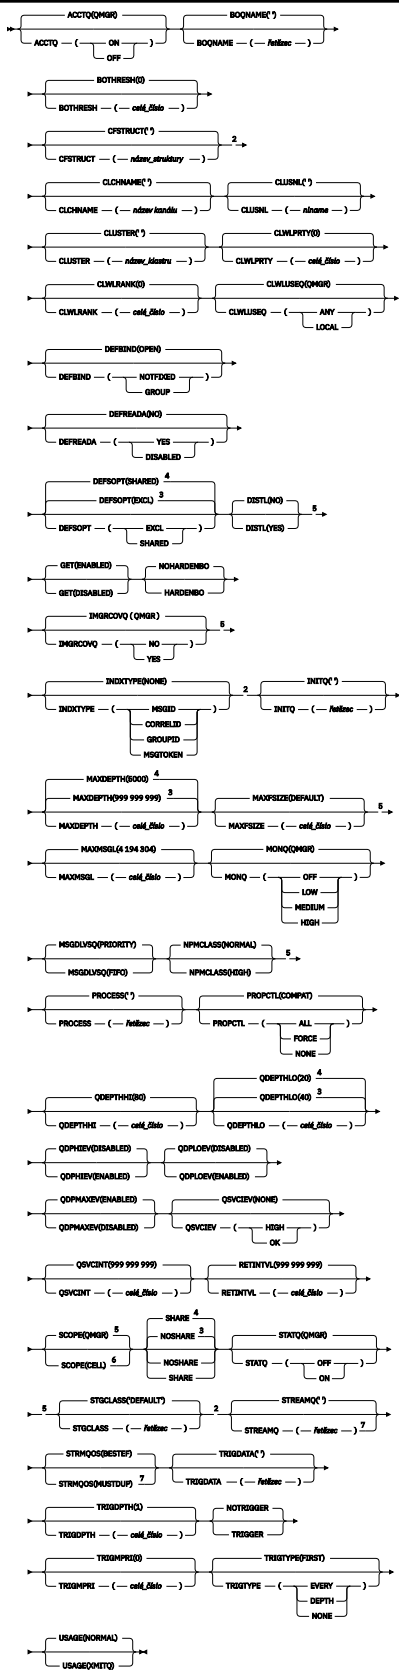 ACCTQ(QMGR) BOQNAME(' ')
ACCTQ ( ON ) BOQNAME ( řetězec )
OFF
BOTHRESH(0)
BOTHRESH ( celé_číslo )
CFSTRUCT(' ') 2
CFSTRUCT ( název_struktury )
CLCHNAME(' ') CLUSNL(' ')
CLCHNAME ( název kanálu ) CLUSNL ( nlname )
CLUSTER(' ') CLWLPRTY(0)
CLUSTER ( název_klastru ) CLWLPRTY ( celé_číslo )
CLWLRANK(0) CLWLUSEQ(QMGR)
CLWLRANK ( celé_číslo ) CLWLUSEQ ( ANY )
LOCAL
DEFBIND(OPEN)
DEFBIND ( NOTFIXED )
GROUP
DEFREADA(NO)
DEFREADA ( YES )
DISABLED
DEFSOPT(SHARED) 4
DEFSOPT(EXCL) 3 DISTL(NO) 5
DEFSOPT ( EXCL ) DISTL(YES)
SHARED
GET(ENABLED) NOHARDENBO
GET(DISABLED) HARDENBO
IMGRCOVQ ( QMGR ) 5
IMGRCOVQ ( NO )
YES
INDXTYPE(NONE) 2 INITQ(' ')
INDXTYPE ( MSGID ) INITQ ( řetězec )
CORRELID
GROUPID
MSGTOKEN
MAXDEPTH(5000) 4
MAXDEPTH(999 999 999) 3 MAXFSIZE(DEFAULT) 5
MAXDEPTH ( celé_číslo ) MAXFSIZE ( celé_číslo )
MAXMSGL(4 194 304) MONQ(QMGR)
MAXMSGL ( celé_číslo ) MONQ ( OFF )
LOW
MEDIUM
HIGH
MSGDLVSQ(PRIORITY) NPMCLASS(NORMAL) 5
MSGDLVSQ(FIFO) NPMCLASS(HIGH)
PROCESS(' ') PROPCTL(COMPAT)
PROCESS ( řetězec ) PROPCTL ( ALL )
FORCE
NONE
QDEPTHLO(20) 4
QDEPTHHI(80) QDEPTHLO(40) 3
QDEPTHHI ( celé_číslo ) QDEPTHLO ( celé_číslo )
QDPHIEV(DISABLED) QDPLOEV(DISABLED)
QDPHIEV(ENABLED) QDPLOEV(ENABLED)
QDPMAXEV(ENABLED) QSVCIEV(NONE)
QDPMAXEV(DISABLED) QSVCIEV ( HIGH )
OK
QSVCINT(999 999 999) RETINTVL(999 999 999)
QSVCINT ( celé_číslo ) RETINTVL ( celé_číslo )
SHARE 4
SCOPE(QMGR) 5 NOSHARE 3 STATQ(QMGR)
SCOPE(CELL) 6 NOSHARE STATQ ( OFF )
SHARE ON
5 STGCLASS('DEFAULT') 2 STREAMQ(' ')
STGCLASS ( řetězec ) STREAMQ ( řetězec ) 7
STRMQOS(BESTEF) TRIGDATA(' ')
STRMQOS(MUSTDUP) 7 TRIGDATA ( řetězec )
TRIGDPTH(1) NOTRIGGER
TRIGDPTH ( celé_číslo ) TRIGGER
TRIGMPRI(0) TRIGTYPE(FIRST)
TRIGMPRI ( celé_číslo ) TRIGTYPE ( EVERY )
DEPTH
NONE
USAGE(NORMAL)
USAGE(XMITQ)